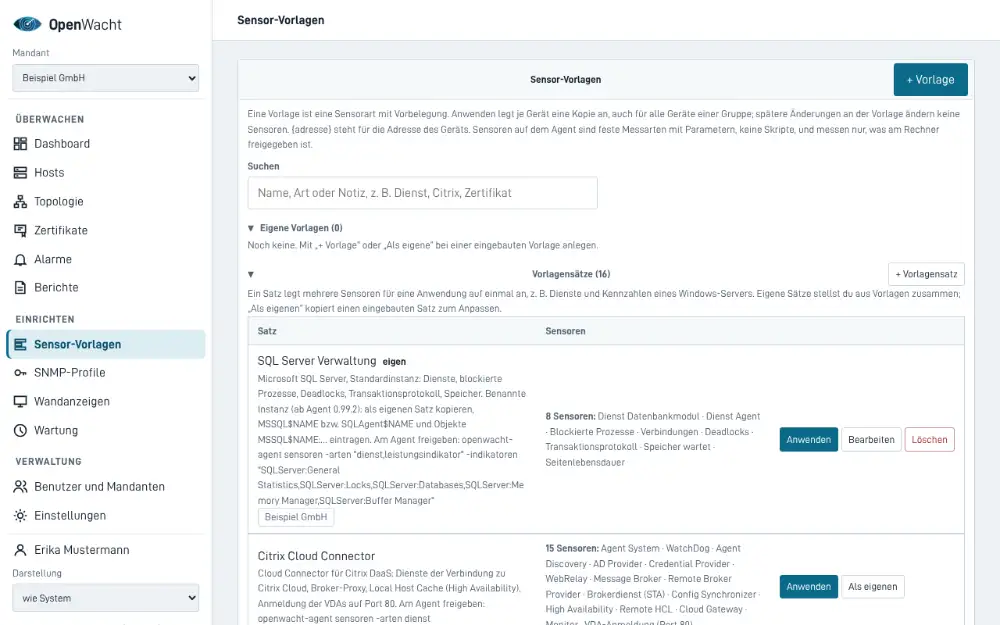 OpenWacht
Mandant
Beispiel GmbH
ÜBERWACHEN
Dashboard
Hosts
Topologie
Zertifikate
Alarme
Berichte
EINRICHTEN
Sensor-Vorlagen
SNMP-Profile
Wandanzeigen
Wartung
VERWALTUNG
Benutzer und Mandanten
Einstellungen
Erika Mustermann
Darstellung
wie System
Sensor-Vorlagen
Sensor-Vorlagen
+ Vorlage
Eine Vorlage ist eine Sensorart mit Vorbelegung. Anwenden legt je Gerät eine Kopie an, auch für alle Geräte einer Gruppe; spätere Änderungen an der Vorlage ändern keine
Sensoren. {adresse} steht für die Adresse des Geräts. Sensoren auf dem Agent sind feste Messarten mit Parametern, keine Skripte, und messen nur, was am Rechner
freigegeben ist.
Suchen
Name, Art oder Notiz, z. B. Dienst, Citrix, Zertifikat
▼ Eigene Vorlagen (0)
Noch keine. Mit „+ Vorlage" oder „Als eigene" bei einer eingebauten Vorlage anlegen.
▼ Vorlagensätze (16)
+ Vorlagensatz
Ein Satz legt mehrere Sensoren für eine Anwendung auf einmal an, z. B. Dienste und Kennzahlen eines Windows-Servers. Eigene Sätze stellst du aus Vorlagen zusammen;
„Als eigenen" kopiert einen eingebauten Satz zum Anpassen.
Satz
Sensoren
SQL Server Verwaltung eigen
Microsoft SQL Server, Standardinstanz: Dienste, blockierte
Prozesse, Deadlocks, Transaktionsprotokoll, Speicher. Benannte
Instanz (ab Agent 0.99.2): als eigenen Satz kopieren,
MSSQL$NAME bzw. SQLAgent$NAME und Objekte
MSSQL$NAME:... eintragen. Am Agent freigeben: openwacht-
agent sensoren -arten "dienst,leistungsindikator" -indikatoren
"SQLServer:General
Statistics,SQLServer:Locks,SQLServer:Databases,SQLServer:Me
mory Manager,SQLServer:Buffer Manager"
Beispiel GmbH
8 Sensoren: Dienst Datenbankmodul · Dienst Agent
· Blockierte Prozesse · Verbindungen · Deadlocks ·
Transaktionsprotokoll · Speicher wartet ·
Seitenlebensdauer
Anwenden
Bearbeiten
Löschen
Citrix Cloud Connector
Cloud Connector für Citrix DaaS: Dienste der Verbindung zu
Citrix Cloud, Broker-Proxy, Local Host Cache (High Availability),
Anmeldung der VDAs auf Port 80. Am Agent freigeben:
openwacht-agent sensoren -arten dienst
15 Sensoren: Agent System · WatchDog · Agent
Discovery · AD Provider · Credential Provider ·
WebRelay · Message Broker · Remote Broker
Provider · Brokerdienst (STA) · Config Synchronizer ·
High Availability · Remote HCL · Cloud Gateway ·
Monitor · VDA-Anmeldung (Port 80)
Anwenden
Als eigenen